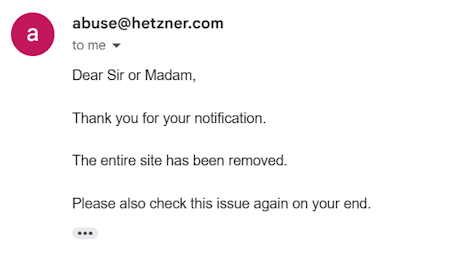 a
abuse@hetzner.com
to me
Dear Sir or Madam,
Thank you for your notification.
The entire site has been removed.
Please also check this issue again on your end.